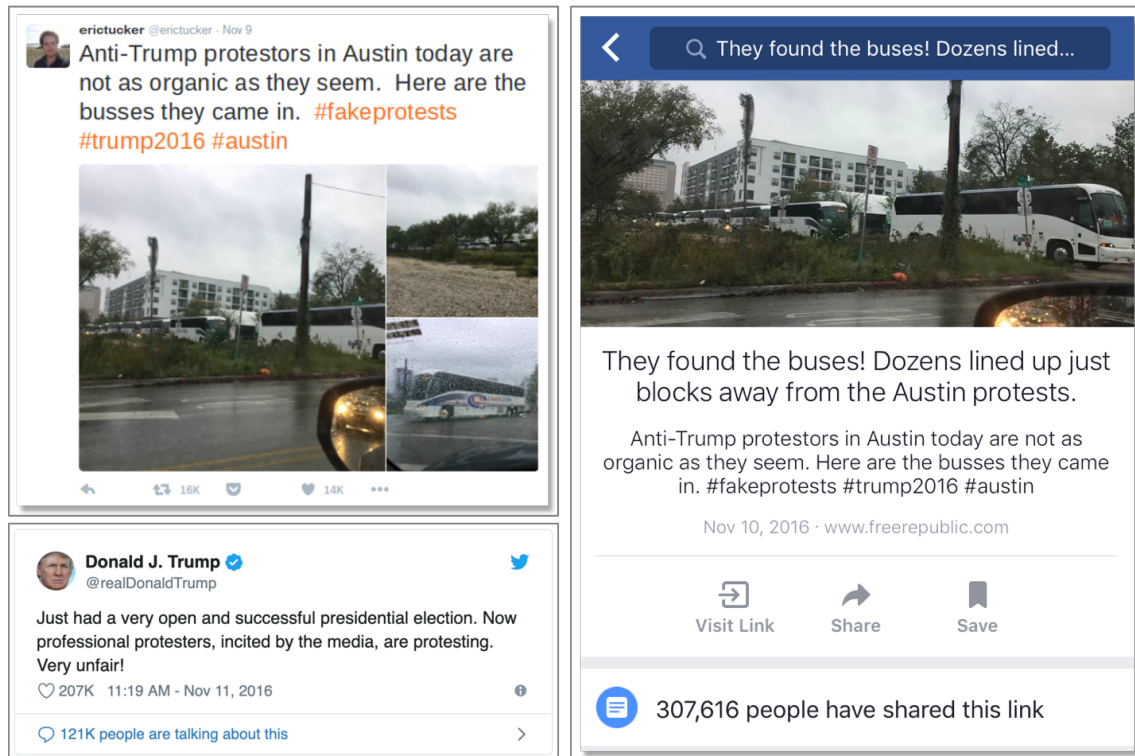 erictucker @erictucker · Nov 9
Anti-Trump protestors in Austin today are
not as organic as they seem. Here are the
busses they came in. #fakeprotests
#trump2016 #austin
16K 14K
Donald J. Trump
@realDonaldTrump
Just had a very open and successful presidential election. Now
professional protesters, incited by the media, are protesting.
Very unfair!
207K 11:19 AM - Nov 11, 2016
121K people are talking about this
They found the buses! Dozens lined...
They found the buses! Dozens lined up just
blocks away from the Austin protests.
Anti-Trump protestors in Austin today are not as
organic as they seem. Here are the busses they came
in. #fakeprotests #trump2016 #austin
Nov 10, 2016 · www.freerepublic.com
Visit Link Share Save
307,616 people have shared this link